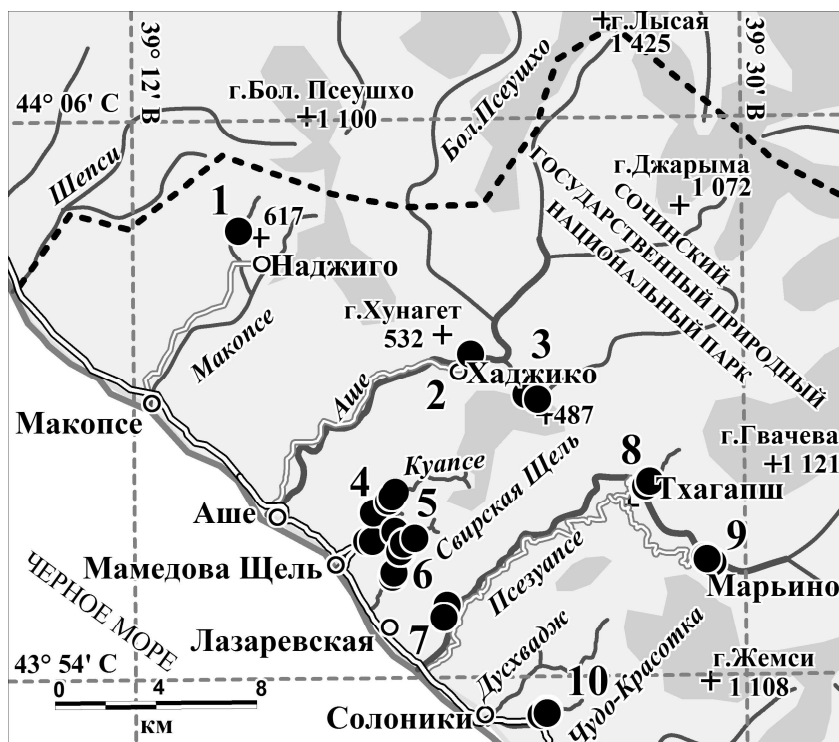 г.Лысая
1 425
39° 12' В
39° 30' В
г.Бол. Псеушхо
1 100
44° 06' С
Бол.Псеушхо
Шепси
г.Джарыма
1 072
СОЧИНСКИЙ
ГОСУДАРСТВЕННЫЙ ПРИРОДНЫЙ
НАЦИОНАЛЬНЫЙ ПАРК
1
617
Наджиго
г.Хунагет
532
3
Макопсе
Хаджико
2
Аше
487
Макопсе
г.Гвачева
1 121
8
Куапсе
4
Тхагапш
5
Свирская Щель
Аше
9
Мамедова Щель
6
Псезуапсе
Марьино
ЧЕРНОЕ МОРЕ
Лазаревская
7
43° 54' С
Дусхвадж
Чудо-Красотка
г.Жемси
1 108
10
0 4 8
км
Солоники